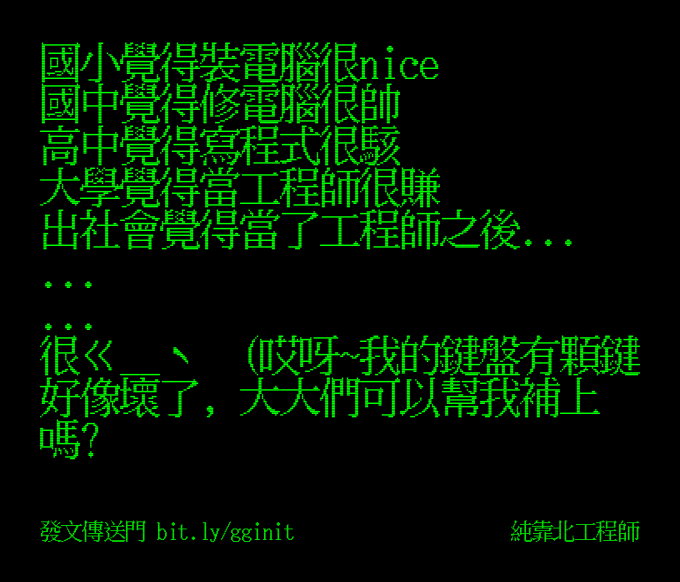 國小覺得裝電腦很nice
國中覺得修電腦很帥
高中覺得寫程式很駭
大學覺得當工程師很賺
出社會覺得當了工程師之後...
...
...
很ㄍ__ヽ (哎呀~我的鍵盤有顆鍵
好像壞了, 大大們可以幫我補上
嗎?
發文傳送門 bit.ly/gginit
純靠北工程師